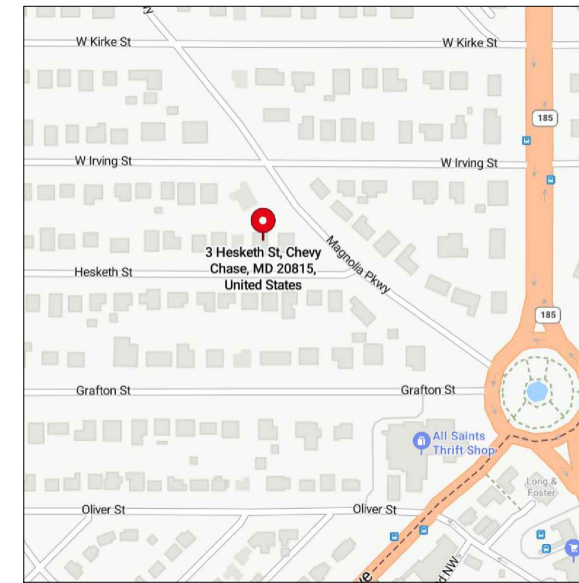 W Kirke St
W Kirke St
185
W Irving St
W Irving St
3 Hesketh St, Chevy
Chase, MD 20815,
United States
Magnolia Pkwy
Hesketh St
185
Grafton St
Grafton St
All Saints
Thrift Shop
Long &
Foster
Oliver St
Oliver St
NW